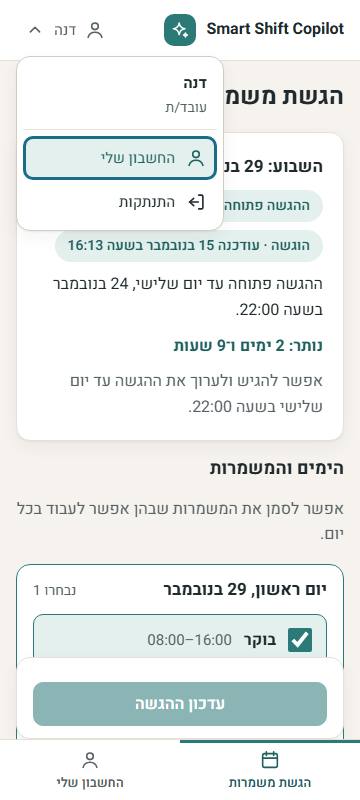 Smart Shift Copilot
דנה
הגשת משמ
דנה
עובד/ת
החשבון שלי
התנתקות
השבוע: 29 בנ
ההגשה פתוחה
הוגשה · עודכנה 15 בנובמבר בשעה 16:13
ההגשה פתוחה עד יום שלישי, 24 בנובמבר
בשעה 22:00.
נותר: 2 ימים ו־9 שעות
אפשר להגיש ולערוך את ההגשה עד יום
שלישי בשעה 22:00.
הימים והמשמרות
אפשר לסמן את המשמרות שבהן אפשר לעבוד בכל
יום.
יום ראשון, 29 בנובמבר
נבחרו 1
בוקר 08:00–16:00
עדכון ההגשה
הגשת משמרות
החשבון שלי